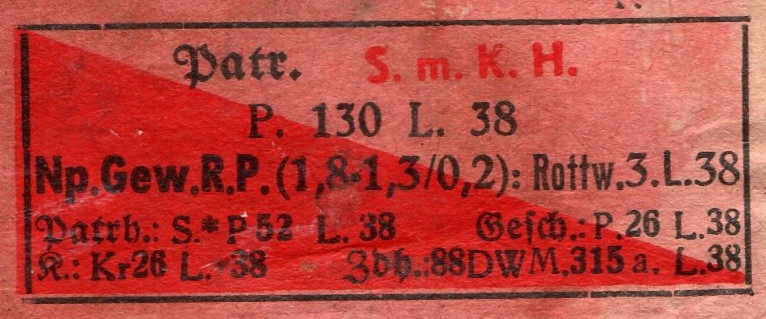 Patr. S. m. K. H.
P. 130 L. 38
Np.Gew.R.P. (1,8-1,3/0,2): Rottw.3.L.38
Patrh.: S.* P 52 L. 38 Gesch.: P.26 L.38
K.: Kr26 L. 38 Zdh.:88DWM.315 a. L.38